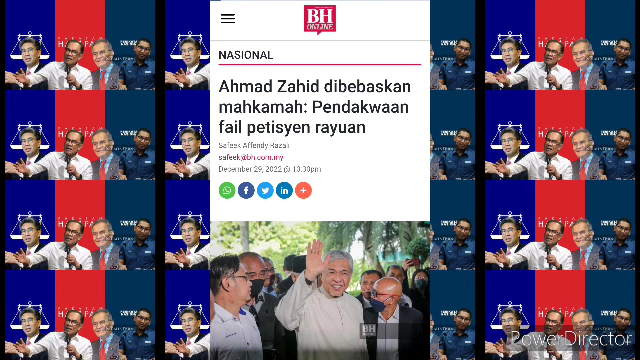 BH
ONLINE
NASIONAL
Ahmad Zahid dibebaskan
mahkamah: Pendakwaan
fail petisyen rayuan
Safeek Affendy Razali
safeek@bh.com.my
December 29, 2022 @ 10:30pm
BH
PowerDirector